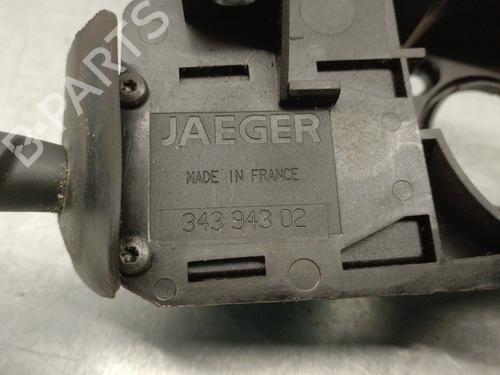 JAEGER
MADE IN FRANCE
343 943 02
B-PARTS